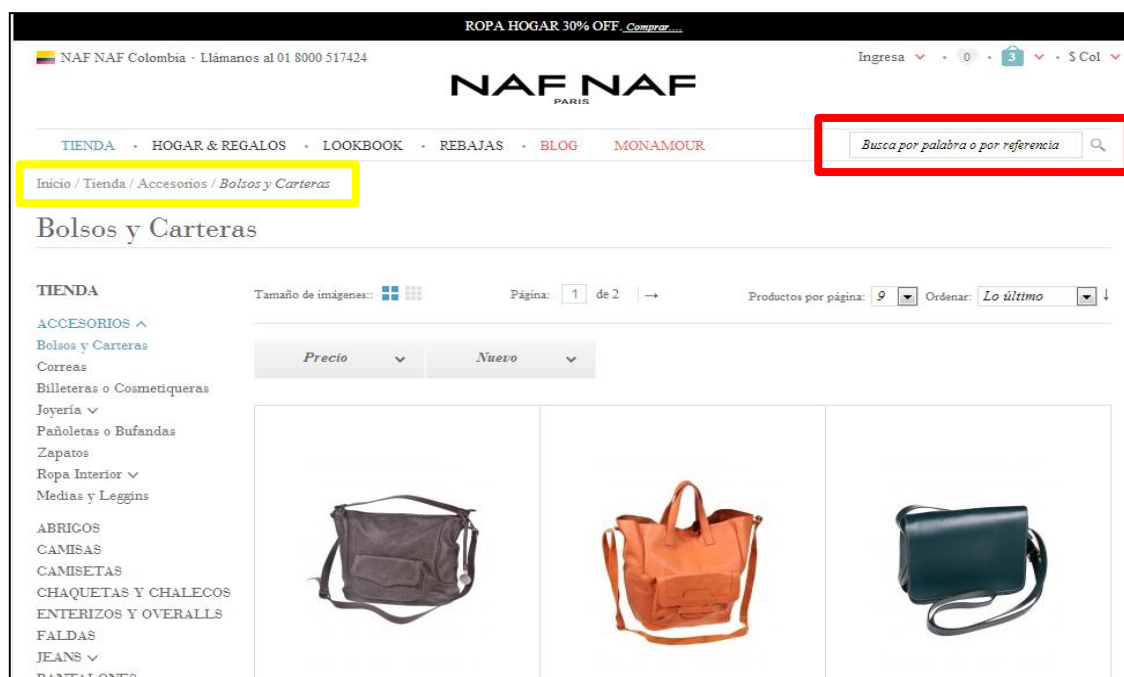 ROPA HOGAR 30% OFF. Comprar....
NAF NAF Colombia - Llámanos al 01 8000 517424
Ingresa · 0 · 3 · $ Col
NAF NAF
PARIS
TIENDA · HOGAR & REGALOS · LOOKBOOK · REBAJAS · BLOG MONAMOUR
Busca por palabra o por referencia
Inicio / Tienda / Accesorios / Bolsos y Carteras
Bolsos y Carteras
TIENDA
Tamaño de imágenes::
Página: 1 de 2 →
Productos por página: 9 Ordenar: Lo último ↓
ACCESORIOS
Bolsos y Carteras
Correas
Billeteras o Cosmetiqueras
Joyería
Pañoletas o Bufandas
Zapatos
Ropa Interior
Medias y Leggins
Precio
Nuevo
ABRIGOS
CAMISAS
CAMISETAS
CHAQUETAS Y CHALECOS
ENTERIZOS Y OVERALLS
FALDAS
JEANS
PANTALONES